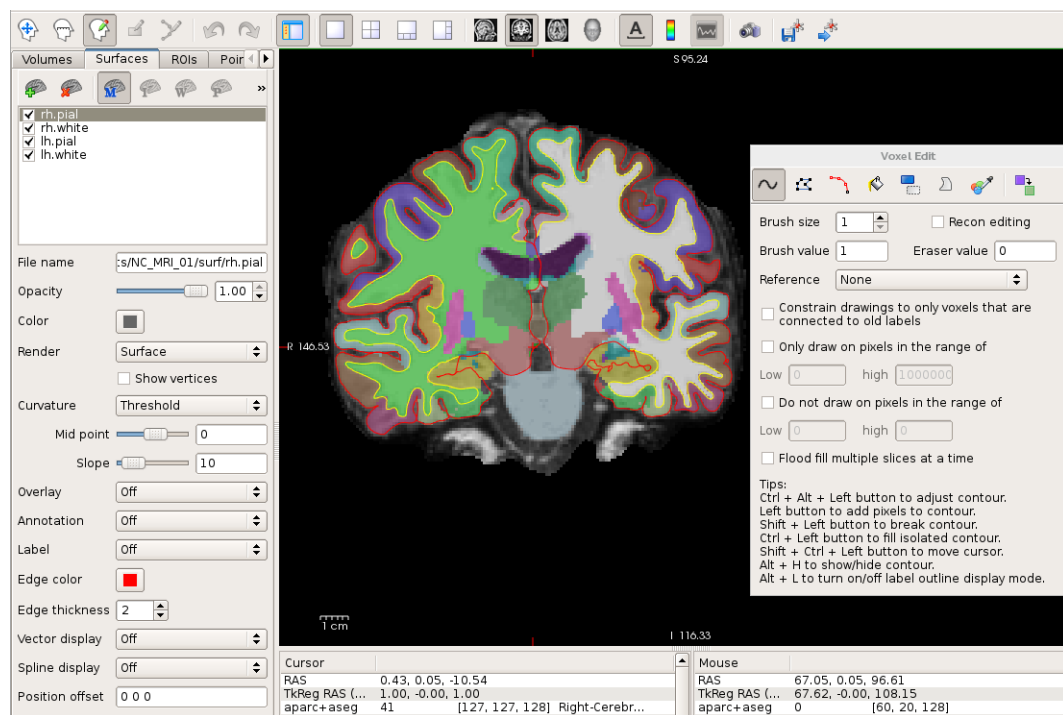 A
Volumes Surfaces ROIs Poir
M I W P »
rh.pial
rh.white
lh.pial
lh.white
File name :s/NC_MRI_01/surf/rh.pial
Opacity 1.00
Color
Render Surface
Show vertices
Curvature Threshold
Mid point 0
Slope 10
Overlay Off
Annotation Off
Label Off
Edge color
Edge thickness 2
Vector display Off
Spline display Off
Position offset 0 0 0
S 95.24
R 146.53
1 cm
I 116.33
Voxel Edit
Brush size 1 Recon editing
Brush value 1 Eraser value 0
Reference None
Constrain drawings to only voxels that are
connected to old labels
Only draw on pixels in the range of
Low 0 high 1000000
Do not draw on pixels in the range of
Low 0 high 0
Flood fill multiple slices at a time
Tips:
Ctrl + Alt + Left button to adjust contour.
Left button to add pixels to contour.
Shift + Left button to break contour.
Ctrl + Left button to fill isolated contour.
Shift + Ctrl + Left button to move cursor.
Alt + H to show/hide contour.
Alt + L to turn on/off label outline display mode.
Cursor
RAS 0.43, 0.05, -10.54
TkReg RAS (... 1.00, -0.00, 1.00
aparc+aseg 41 [127, 127, 128] Right-Cerebr...
Mouse
RAS 67.05, 0.05, 96.61
TkReg RAS (... 67.62, -0.00, 108.15
aparc+aseg 0 [60, 20, 128]